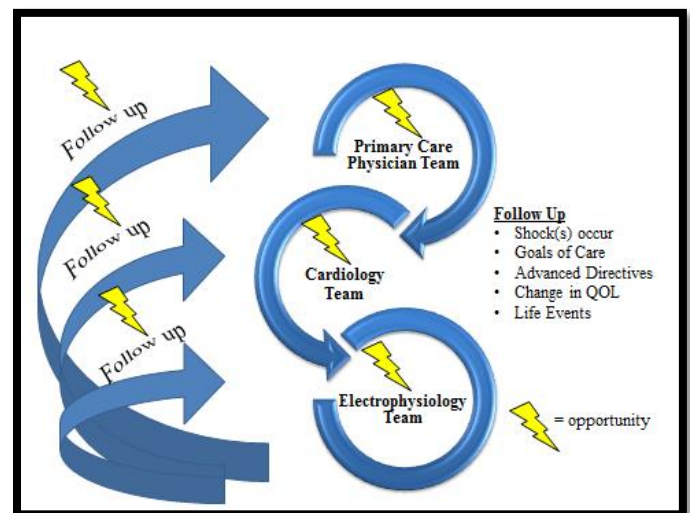 Follow up
Follow up
Follow up
Primary Care
Physician Team
Cardiology
Team
Electrophysiology
Team
Follow Up
• Shock(s) occur
• Goals of Care
• Advanced Directives
• Change in QOL
• Life Events
= opportunity